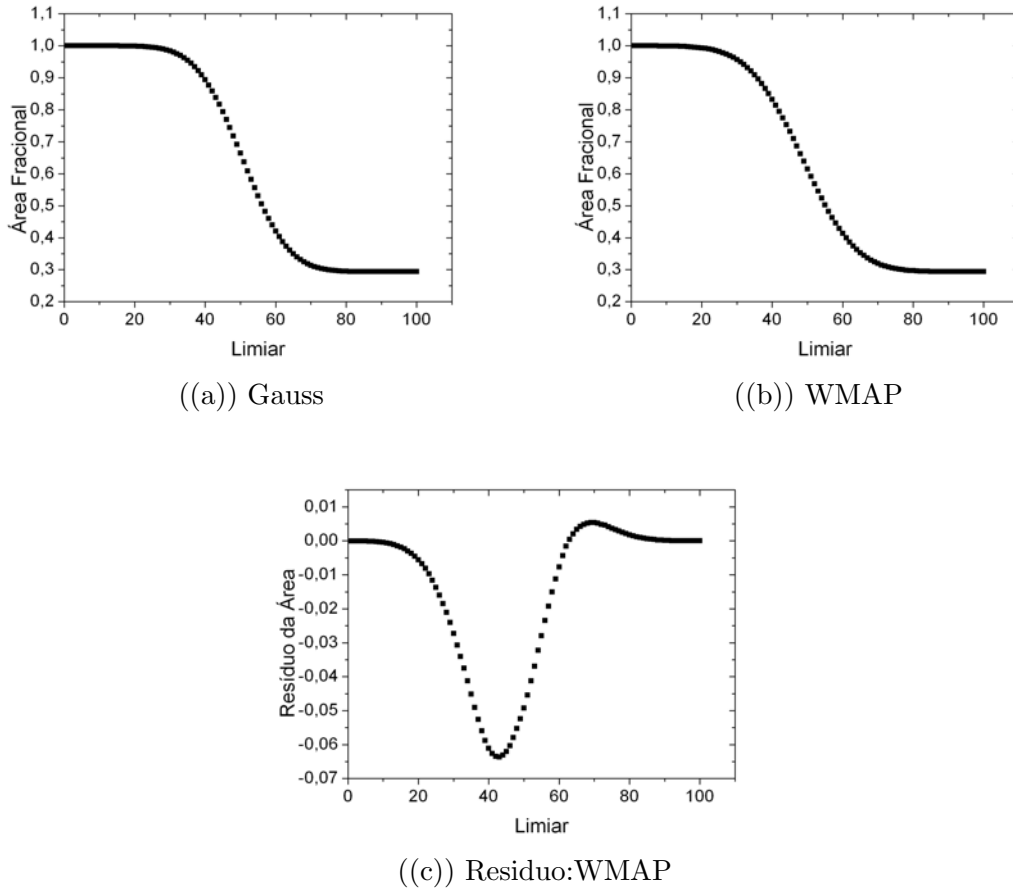 1,1
1,0
0,9
0,8
0,7
0,6
0,5
0,4
0,3
0,2
Área Fracional
0 20 40 60 80 100
Limiar
((a)) Gauss
1,1
1,0
0,9
0,8
0,7
0,6
0,5
0,4
0,3
0,2
Área Fracional
0 20 40 60 80 100
Limiar
((b)) WMAP
0,01
0,00
-0,01
-0,02
-0,03
-0,04
-0,05
-0,06
-0,07
Resíduo da Área
0 20 40 60 80 100
Limiar
((c)) Residuo:WMAP